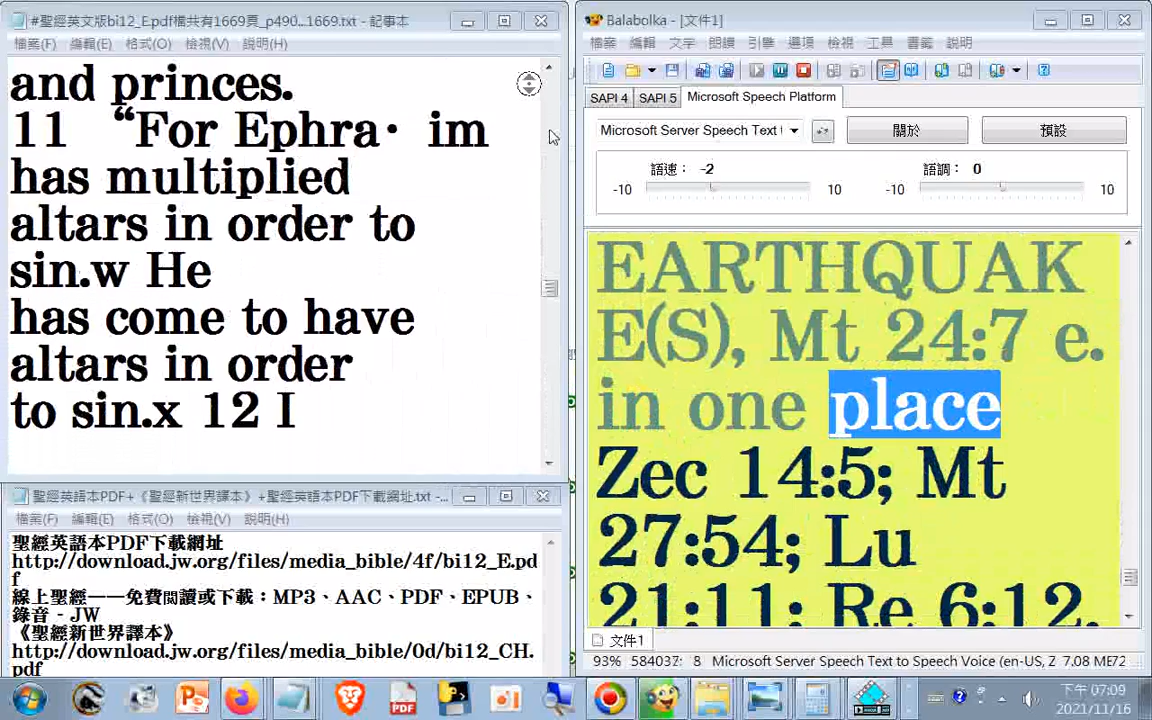 #聖經英文版bi12_E.pdf橫共有1669頁_p490...1669.txt - 記事本
檔案(F) 編輯(E) 格式(O) 檢視(V) 說明(H)
and princes.
11 “For Ephra· im
has multiplied
altars in order to
sin.w He
has come to have
altars in order
to sin.x 12 I
聖經英語本PDF+《聖經新世界譯本》+聖經英語本PDF下載網址.txt -...
檔案(F) 編輯(E) 格式(O) 檢視(V) 說明(H)
聖經英語本PDF下載網址
http://download.jw.org/files/media_bible/4f/bi12_E.pd
f
線上聖經──免費閱讀或下載：MP3、AAC、PDF、EPUB、
錄音 - JW
《聖經新世界譯本》
http://download.jw.org/files/media_bible/0d/bi12_CH.
pdf
Balabolka - [文件1]
檔案 編輯 文字 朗讀 引擎 選項 檢視 工具 書籤 說明
SAPI 4 SAPI 5 Microsoft Speech Platform
Microsoft Server Speech Text 關於 預設
語速： -2 語調： 0
-10 10 -10 10
EARTHQUAK
E(S), Mt 24:7 e.
in one place
Zec 14:5; Mt
27:54; Lu
21:11; Re 6:12.
文件1
93% 584037: 8 Microsoft Server Speech Text to Speech Voice (en-US, Z 7.08 ME72
下午 07:09
2021/11/16